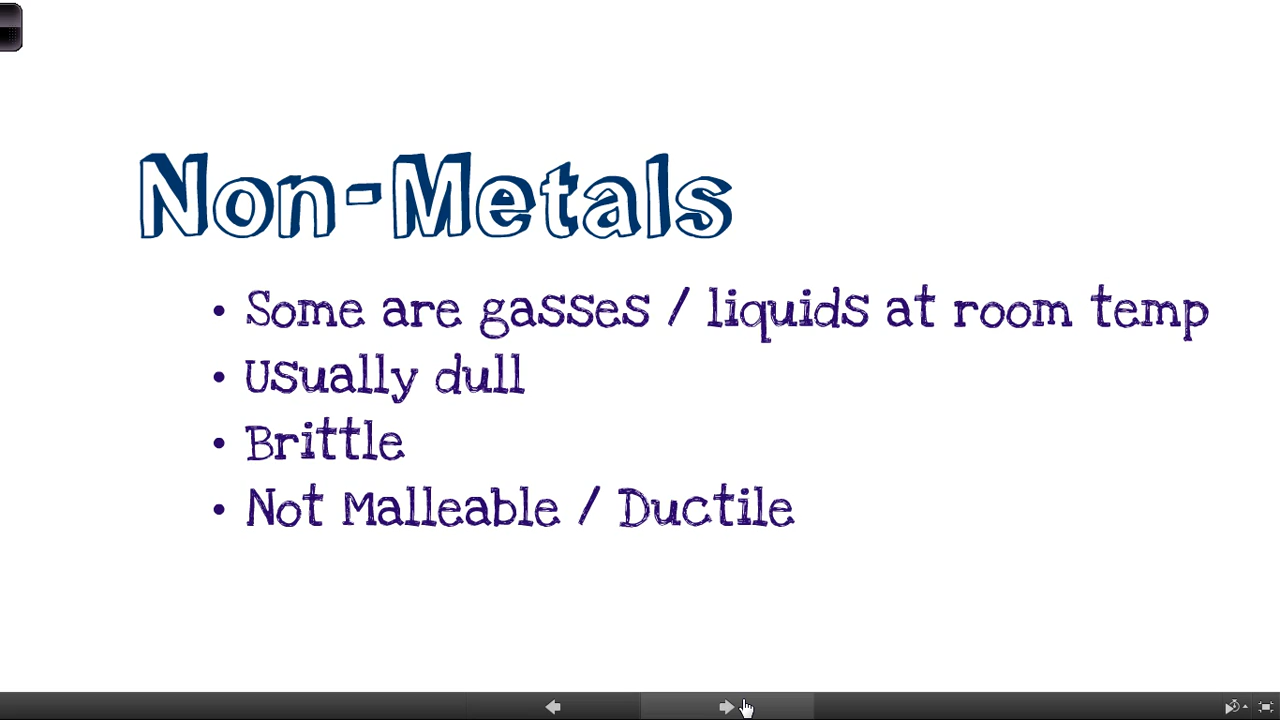 Non-Metals
• Some are gasses / liquids at room temp
• Usually dull
• Brittle
• Not Malleable / Ductile